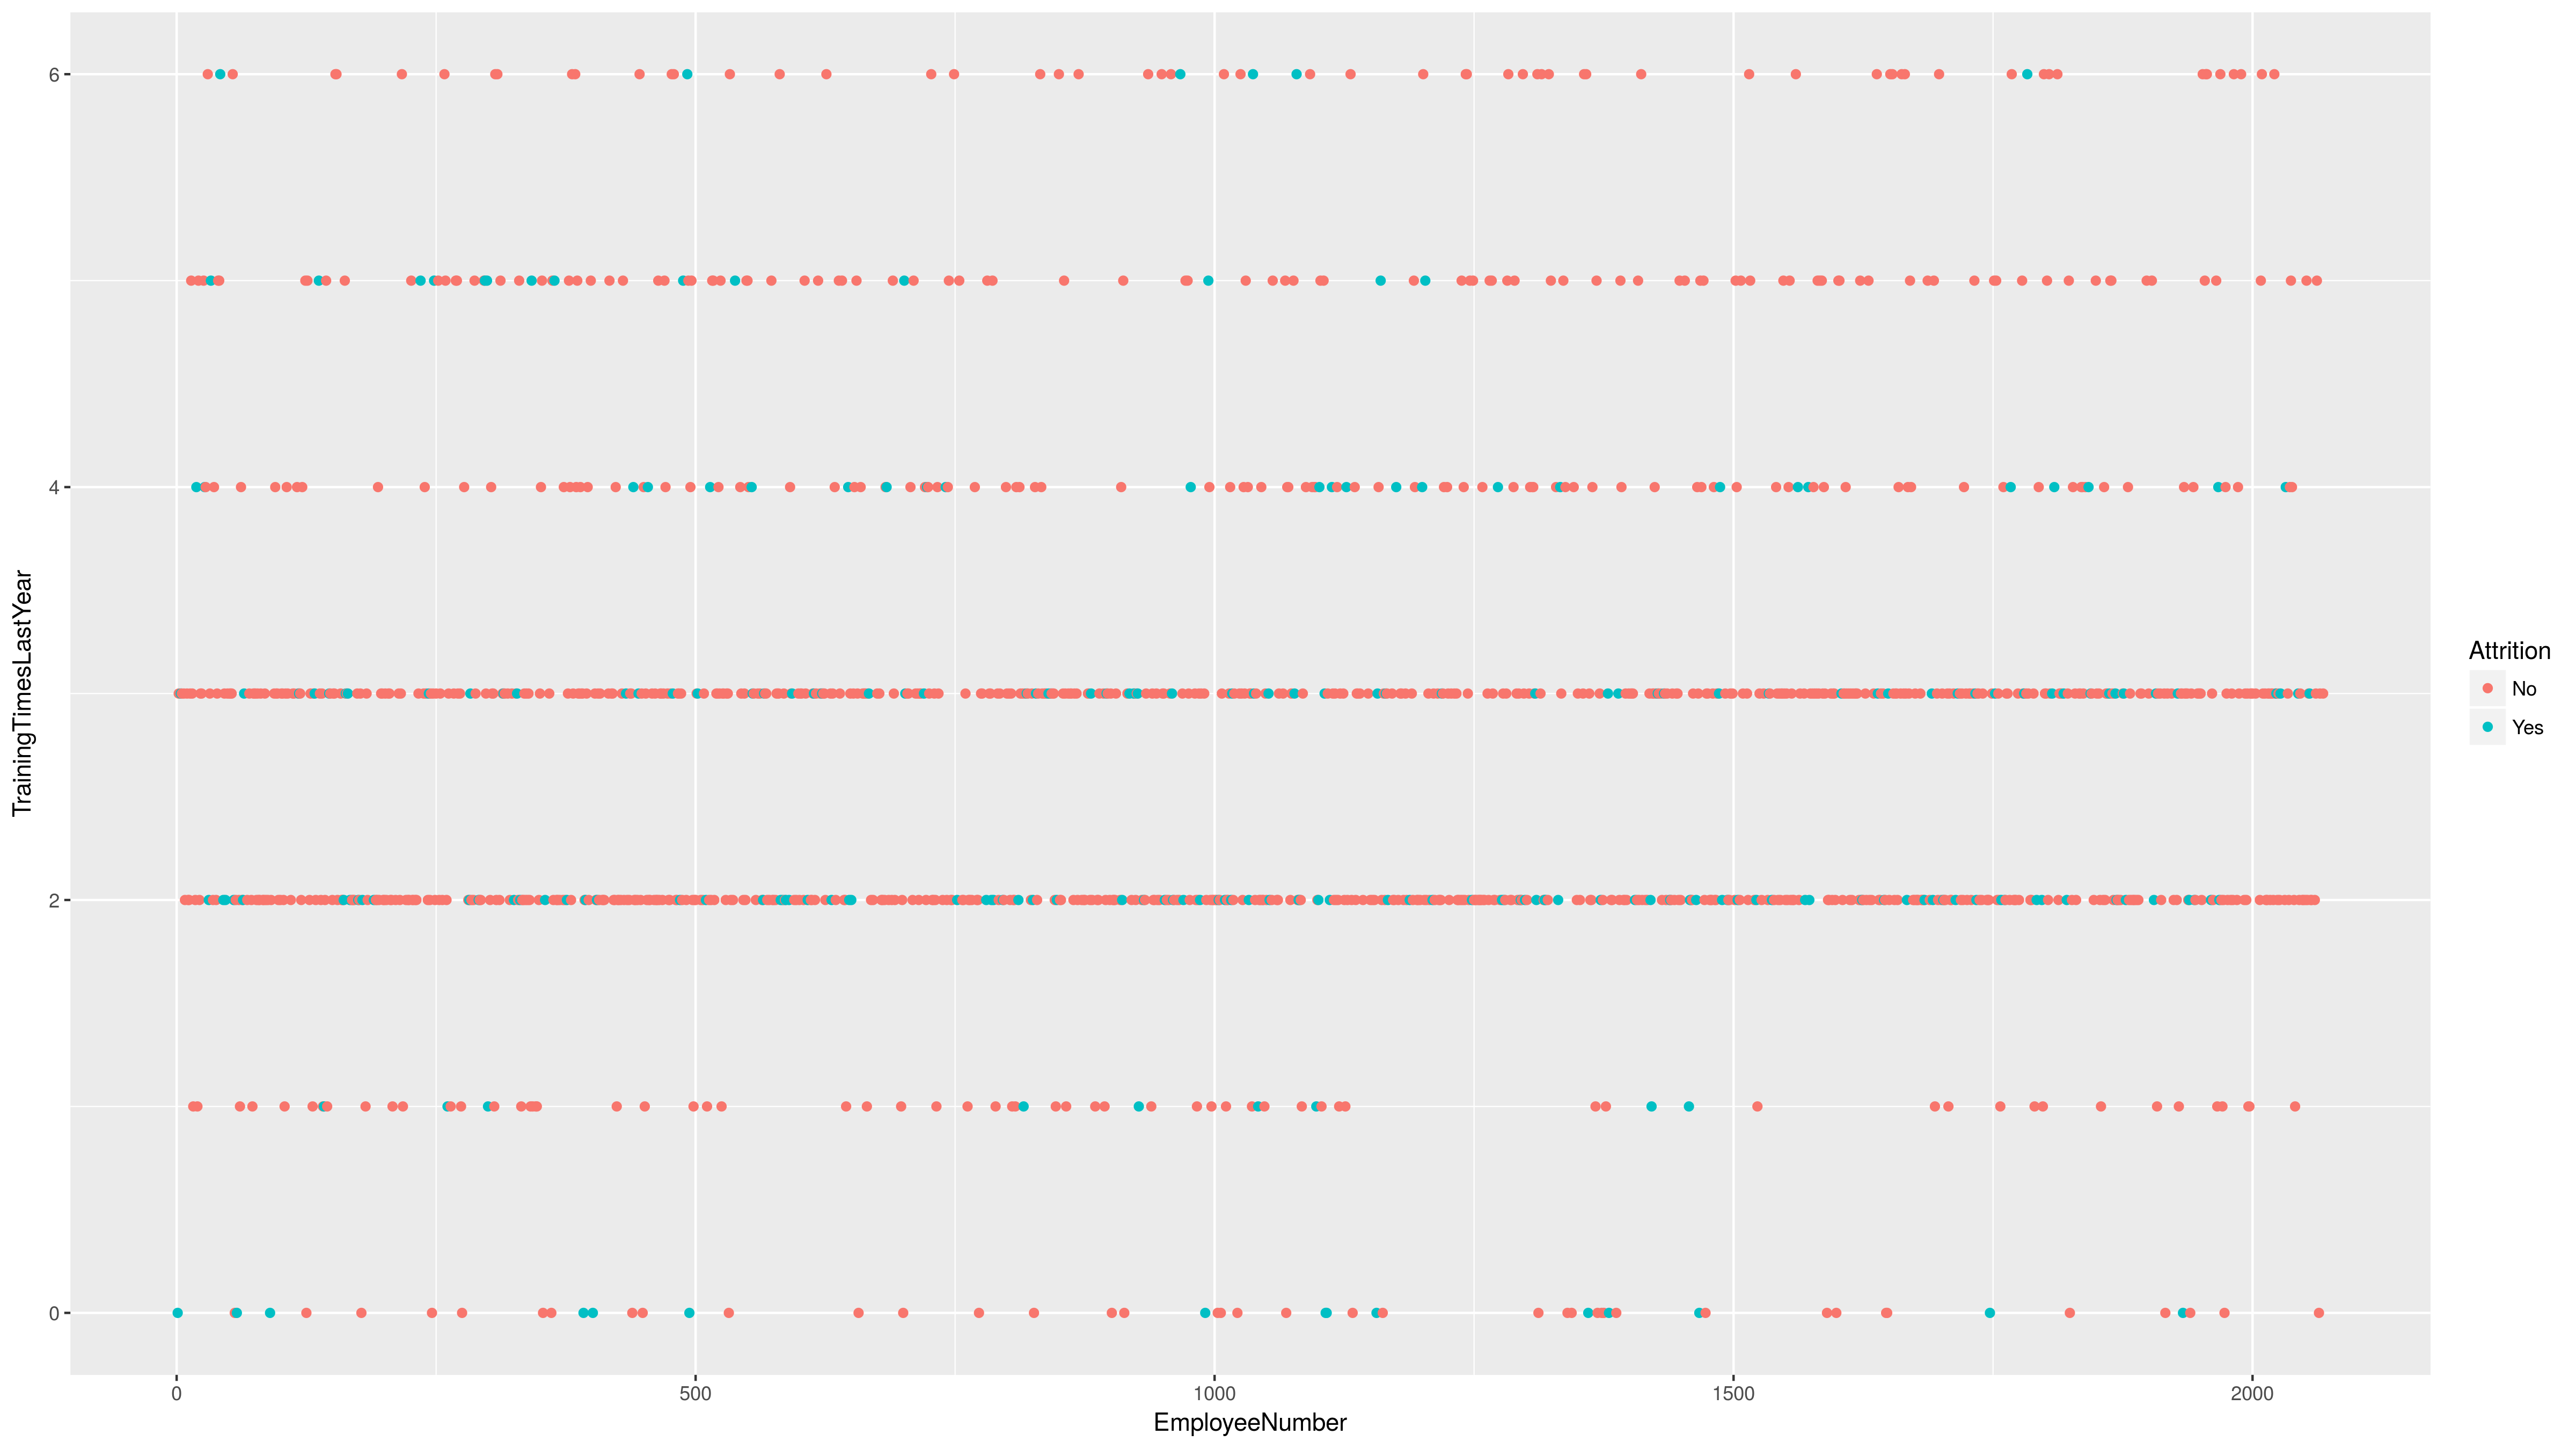 TrainingTimesLastYear
6
4
2
0
0 500 1000 1500 2000
EmployeeNumber
Attrition
No
Yes